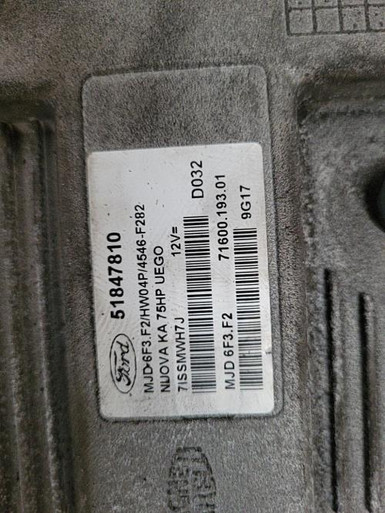 Ford
51847810
MJD 6F3.F2/HW04P/4546-F282
NUOVA KA 75HP UEGO
7ISSMWH7J 12V= D032
71600.193.01
MJD 6F3.F2 9G17